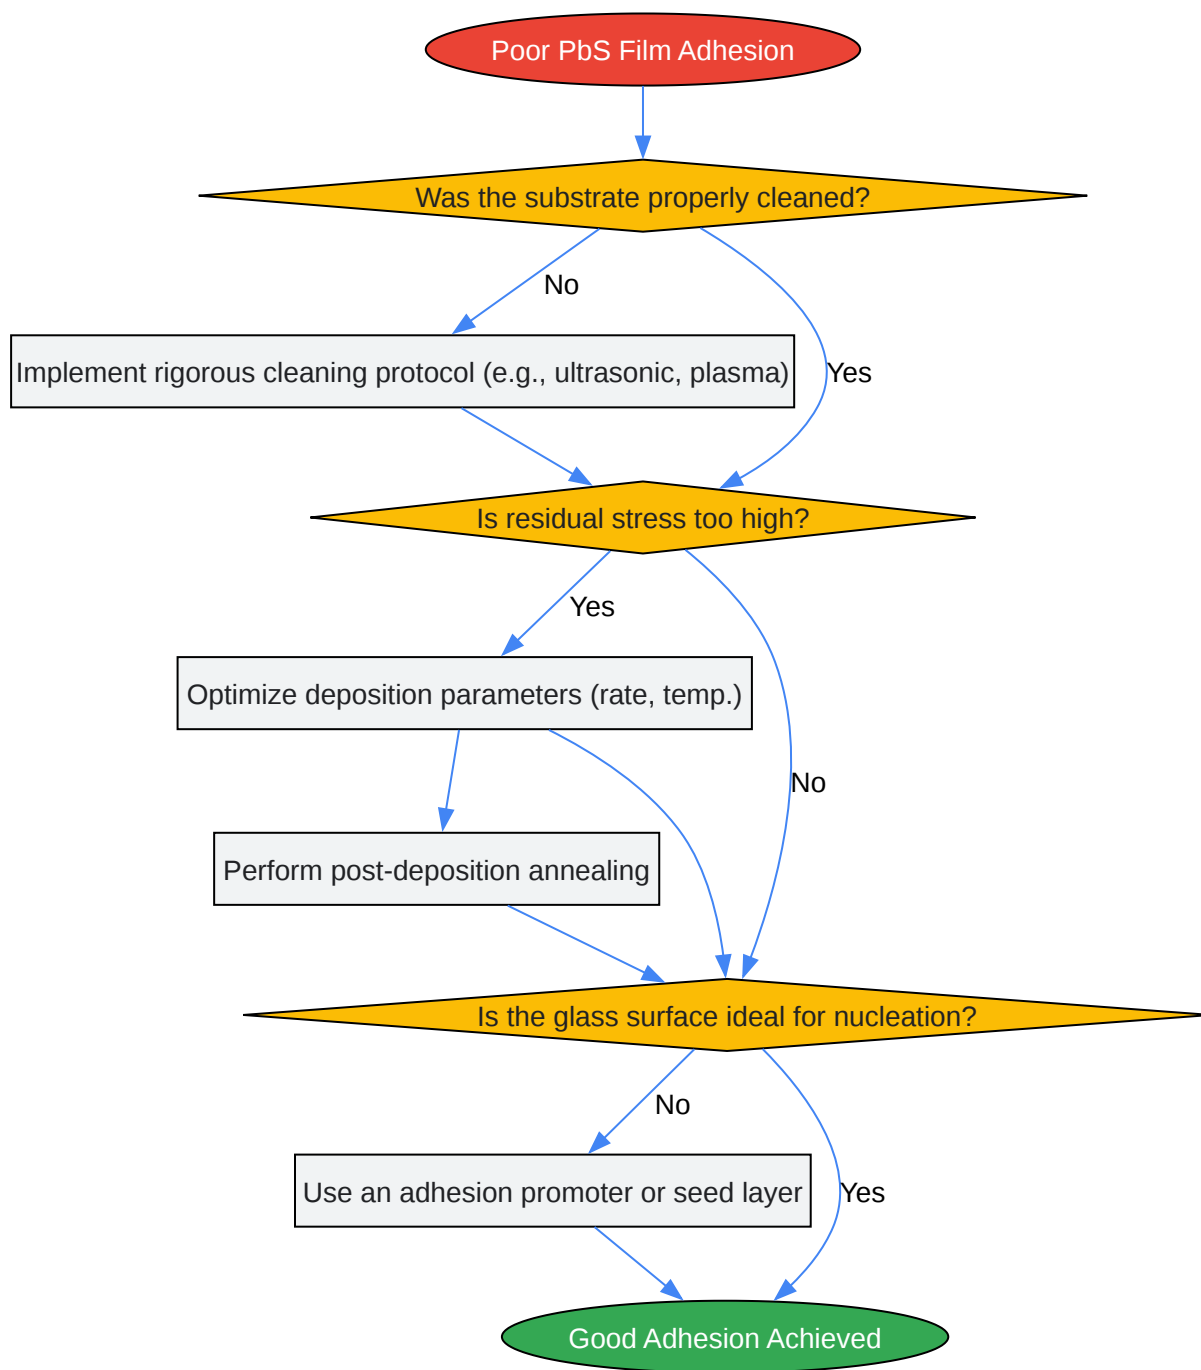 Poor PbS Film Adhesion
Was the substrate properly cleaned?
No
Implement rigorous cleaning protocol (e.g., ultrasonic, plasma)
Yes
Is residual stress too high?
Yes
Optimize deposition parameters (rate, temp.)
No
Perform post-deposition annealing
Is the glass surface ideal for nucleation?
No
Use an adhesion promoter or seed layer
Yes
Good Adhesion Achieved